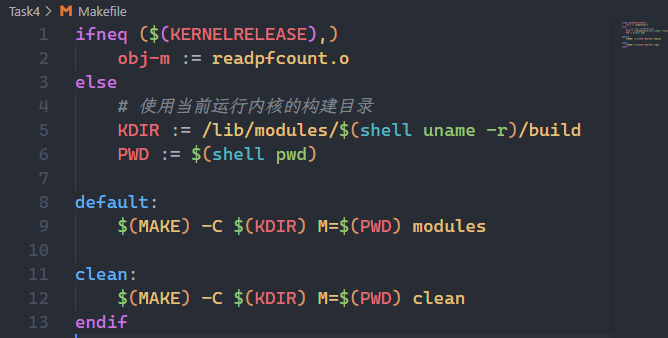 Task4 > Makefile
1 ifneq ($(KERNELRELEASE),)
2     obj-m := readpfcount.o
3 else
4     # 使用当前运行内核的构建目录
5     KDIR := /lib/modules/$(shell uname -r)/build
6     PWD := $(shell pwd)
7
8 default:
9     $(MAKE) -C $(KDIR) M=$(PWD) modules
10
11 clean:
12     $(MAKE) -C $(KDIR) M=$(PWD) clean
13 endif